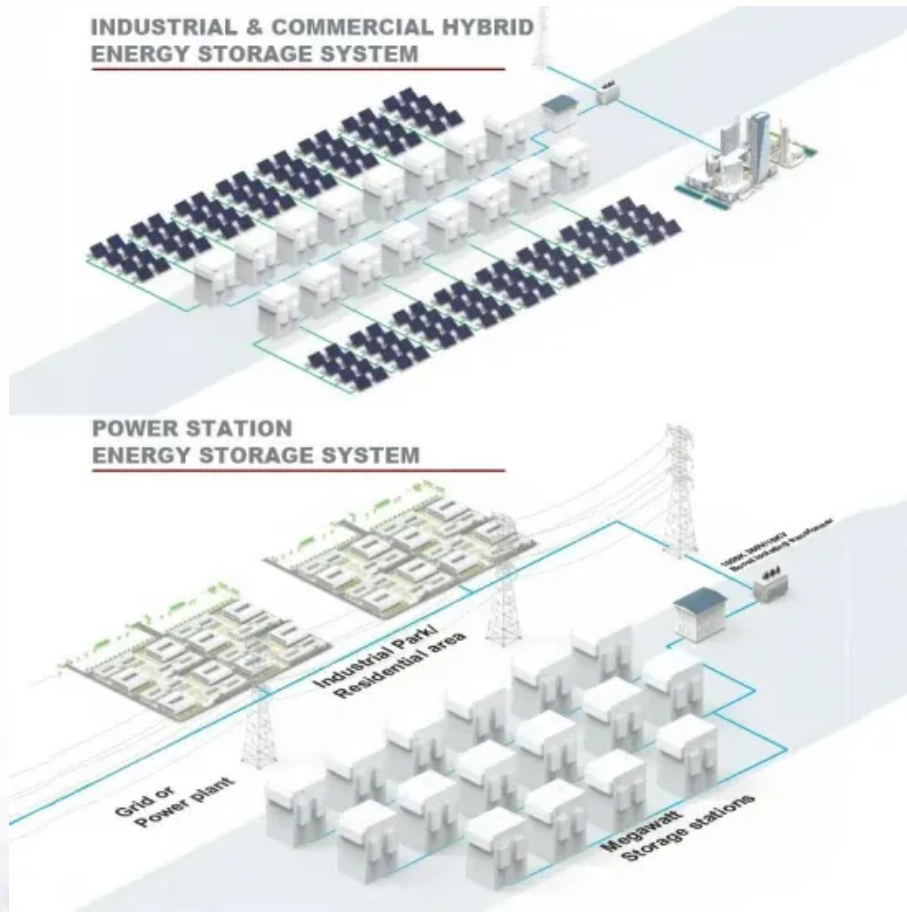 INDUSTRIAL & COMMERCIAL HYBRID
ENERGY STORAGE SYSTEM
POWER STATION
ENERGY STORAGE SYSTEM
Industrial Park/
Residential area
Grid or
Power plant
Megawatt
Storage stations